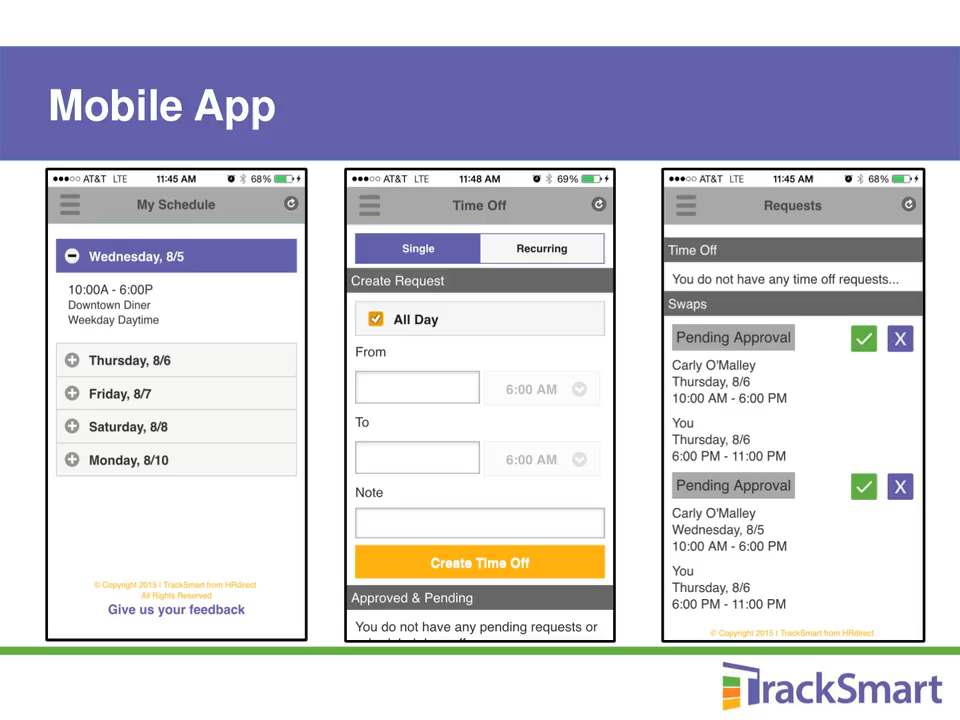 Mobile App
AT&T LTE 11:45 AM 68%
My Schedule
Wednesday, 8/5
10:00A - 6:00P
Downtown Diner
Weekday Daytime
Thursday, 8/6
Friday, 8/7
Saturday, 8/8
Monday, 8/10
© Copyright 2015 | TrackSmart from HRdirect
All Rights Reserved
Give us your feedback
AT&T LTE 11:48 AM 69%
Time Off
Single Recurring
Create Request
All Day
From
6:00 AM
To
6:00 AM
Note
Create Time Off
Approved & Pending
You do not have any pending requests or
AT&T LTE 11:45 AM 68%
Requests
Time Off
You do not have any time off requests...
Swaps
Pending Approval X
Carly O'Malley
Thursday, 8/6
10:00 AM - 6:00 PM
You
Thursday, 8/6
6:00 PM - 11:00 PM
Pending Approval X
Carly O'Malley
Wednesday, 8/5
10:00 AM - 6:00 PM
You
Thursday, 8/6
6:00 PM - 11:00 PM
© Copyright 2015 | TrackSmart from HRdirect
TrackSmart